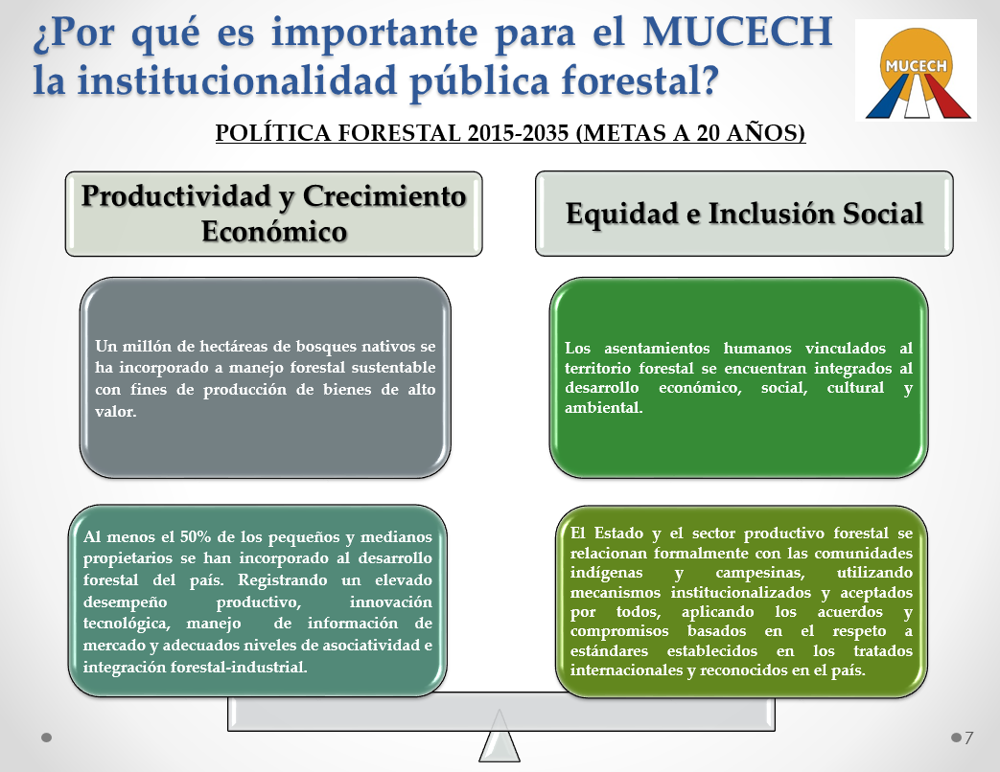 ¿Por qué es importante para el MUCECH
la institucionalidad pública forestal?
MUCECH
POLÍTICA FORESTAL 2015-2035 (METAS A 20 AÑOS)
Productividad y Crecimiento
Económico
Equidad e Inclusión Social
Un millón de hectáreas de bosques nativos se
ha incorporado a manejo forestal sustentable
con fines de producción de bienes de alto
valor.
Los asentamientos humanos vinculados al
territorio forestal se encuentran integrados al
desarrollo económico, social, cultural y
ambiental.
Al menos el 50% de los pequeños y medianos
propietarios se han incorporado al desarrollo
forestal del país. Registrando un elevado
desempeño productivo, innovación
tecnológica, manejo de información de
mercado y adecuados niveles de asociatividad e
integración forestal-industrial.
El Estado y el sector productivo forestal se
relacionan formalmente con las comunidades
indígenas y campesinas, utilizando
mecanismos institucionalizados y aceptados
por todos, aplicando los acuerdos y
compromisos basados en el respeto a
estándares establecidos en los tratados
internacionales y reconocidos en el país.
7